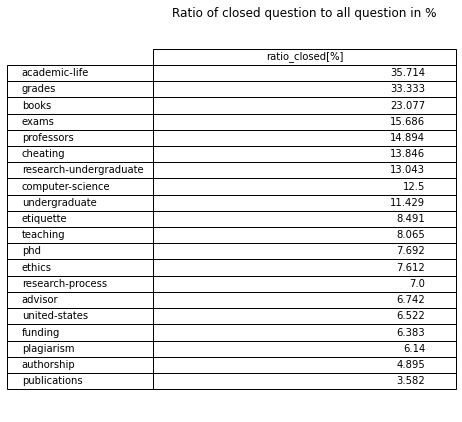 Ratio of closed question to all question in %
ratio_closed[%]
academic-life 35.714
grades 33.333
books 23.077
exams 15.686
professors 14.894
cheating 13.846
research-undergraduate 13.043
computer-science 12.5
undergraduate 11.429
etiquette 8.491
teaching 8.065
phd 7.692
ethics 7.612
research-process 7.0
advisor 6.742
united-states 6.522
funding 6.383
plagiarism 6.14
authorship 4.895
publications 3.582